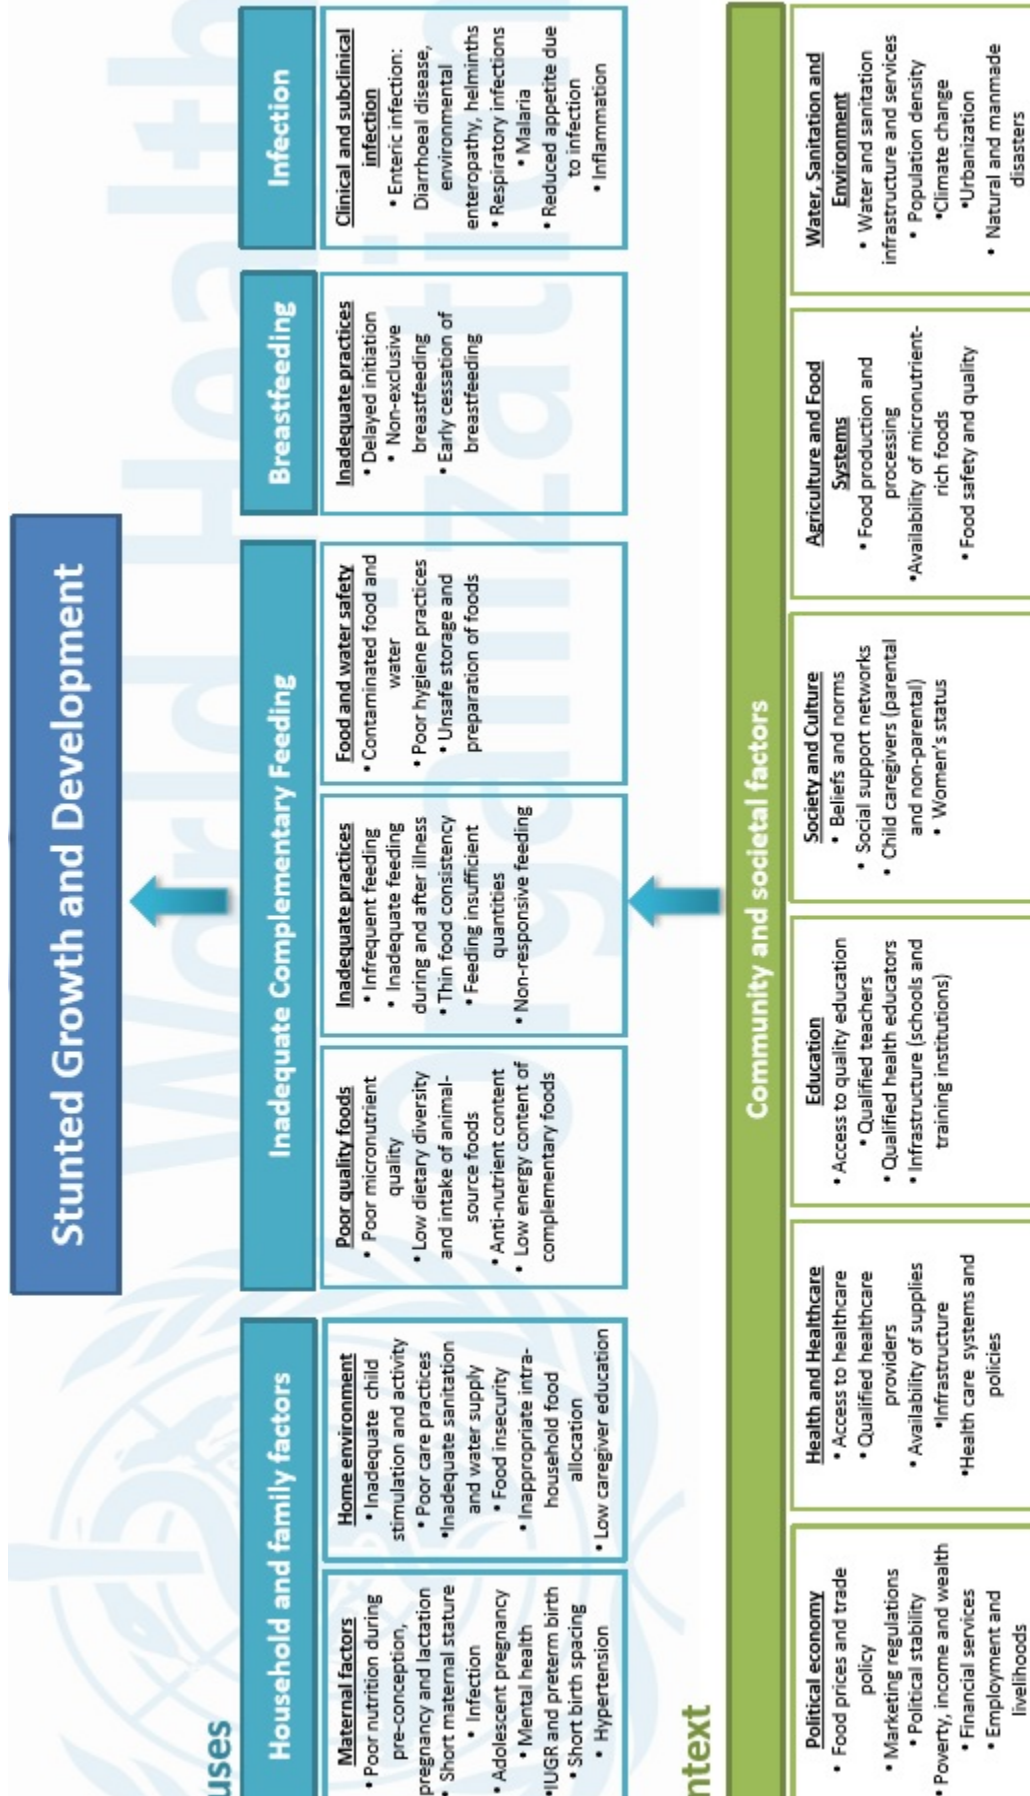 World Health
Organization
Stunted Growth and Development
uses
Household and family factors
Maternal factors
• Poor nutrition during
pre-conception,
pregnancy and lactation
• Short maternal stature
• Infection
• Adolescent pregnancy
• Mental health
•IUGR and preterm birth
• Short birth spacing
• Hypertension
Home environment
• Inadequate child
stimulation and activity
• Poor care practices
•Inadequate sanitation
and water supply
• Food insecurity
• Inappropriate intra-
household food
allocation
• Low caregiver education
Inadequate Complementary Feeding
Poor quality foods
• Poor micronutrient
quality
• Low dietary diversity
and intake of animal-
source foods
• Anti-nutrient content
• Low energy content of
complementary foods
Inadequate practices
• Infrequent feeding
• Inadequate feeding
during and after illness
• Thin food consistency
• Feeding insufficient
quantities
• Non-responsive feeding
Food and water safety
• Contaminated food and
water
• Poor hygiene practices
• Unsafe storage and
preparation of foods
Breastfeeding
Inadequate practices
• Delayed initiation
• Non-exclusive
breastfeeding
• Early cessation of
breastfeeding
Infection
Clinical and subclinical
infection
• Enteric infection:
Diarrhoeal disease,
environmental
enteropathy, helminths
• Respiratory infections
• Malaria
• Reduced appetite due
to infection
• Inflammation
ntext
Community and societal factors
Political economy
• Food prices and trade
policy
• Marketing regulations
• Political stability
• Poverty, income and wealth
• Financial services
• Employment and
livelihoods
Health and Healthcare
• Access to healthcare
• Qualified healthcare
providers
• Availability of supplies
•Infrastructure
•Health care systems and
policies
Education
• Access to quality education
• Qualified teachers
• Qualified health educators
• Infrastructure (schools and
training institutions)
Society and Culture
• Beliefs and norms
• Social support networks
• Child caregivers (parental
and non-parental)
• Women's status
Agriculture and Food
Systems
• Food production and
processing
•Availability of micronutrient-
rich foods
• Food safety and quality
Water, Sanitation and
Environment
• Water and sanitation
infrastructure and services
• Population density
•Climate change
•Urbanization
• Natural and manmade
disasters